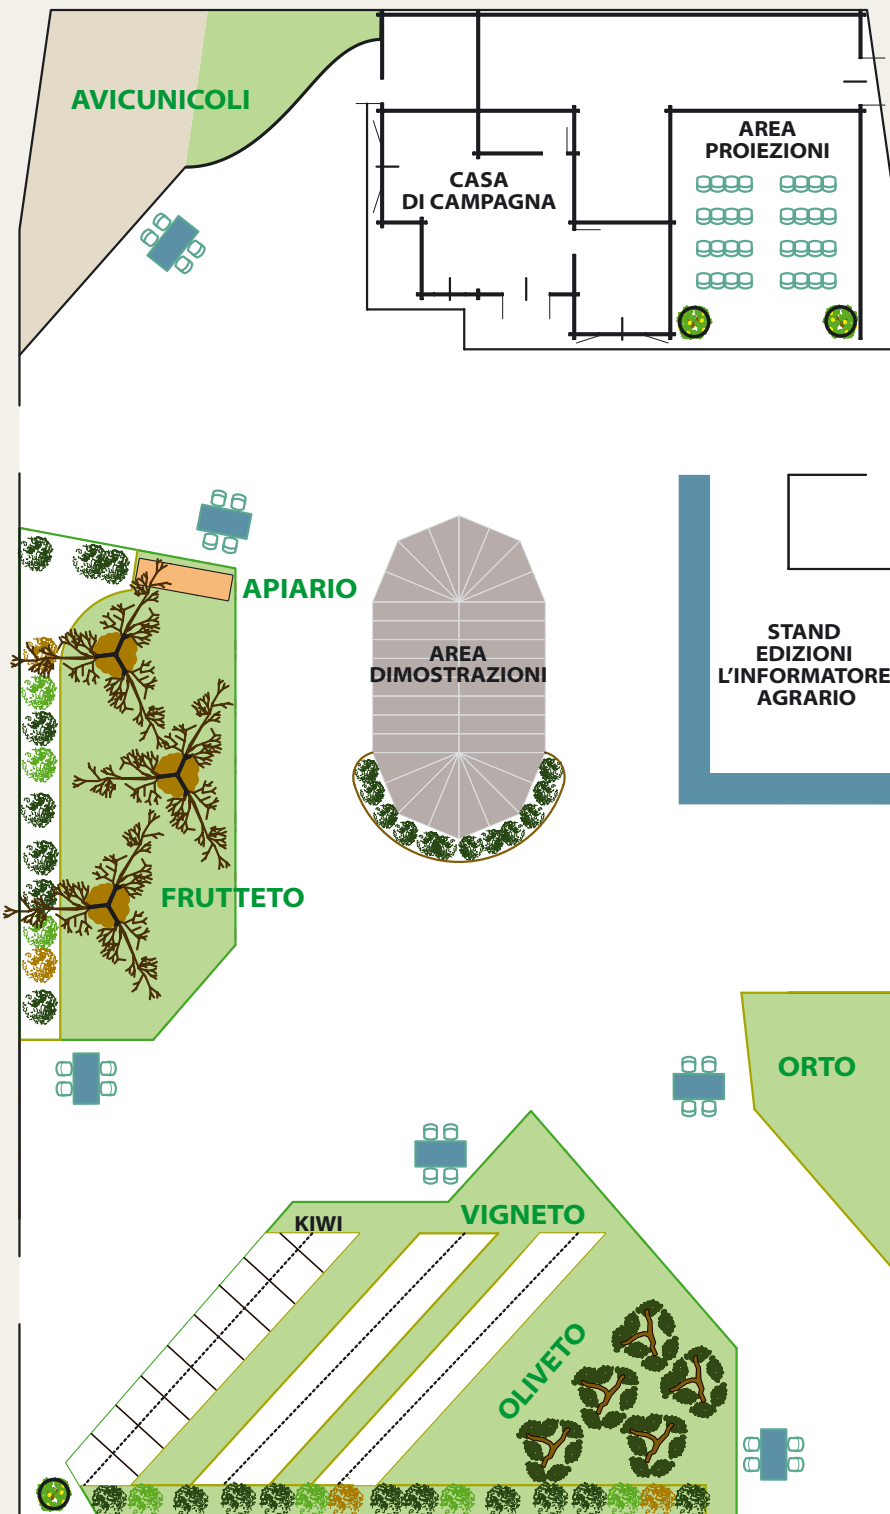 AVICUNICOLI
AREA
PROIEZIONI
CASA
DI CAMPAGNA
APIARIO
AREA
DIMOSTRAZIONI
STAND
EDIZIONI
L'INFORMATORE
AGRARIO
FRUTTETO
ORTO
VIGNETO
KIWI
OLIVETO